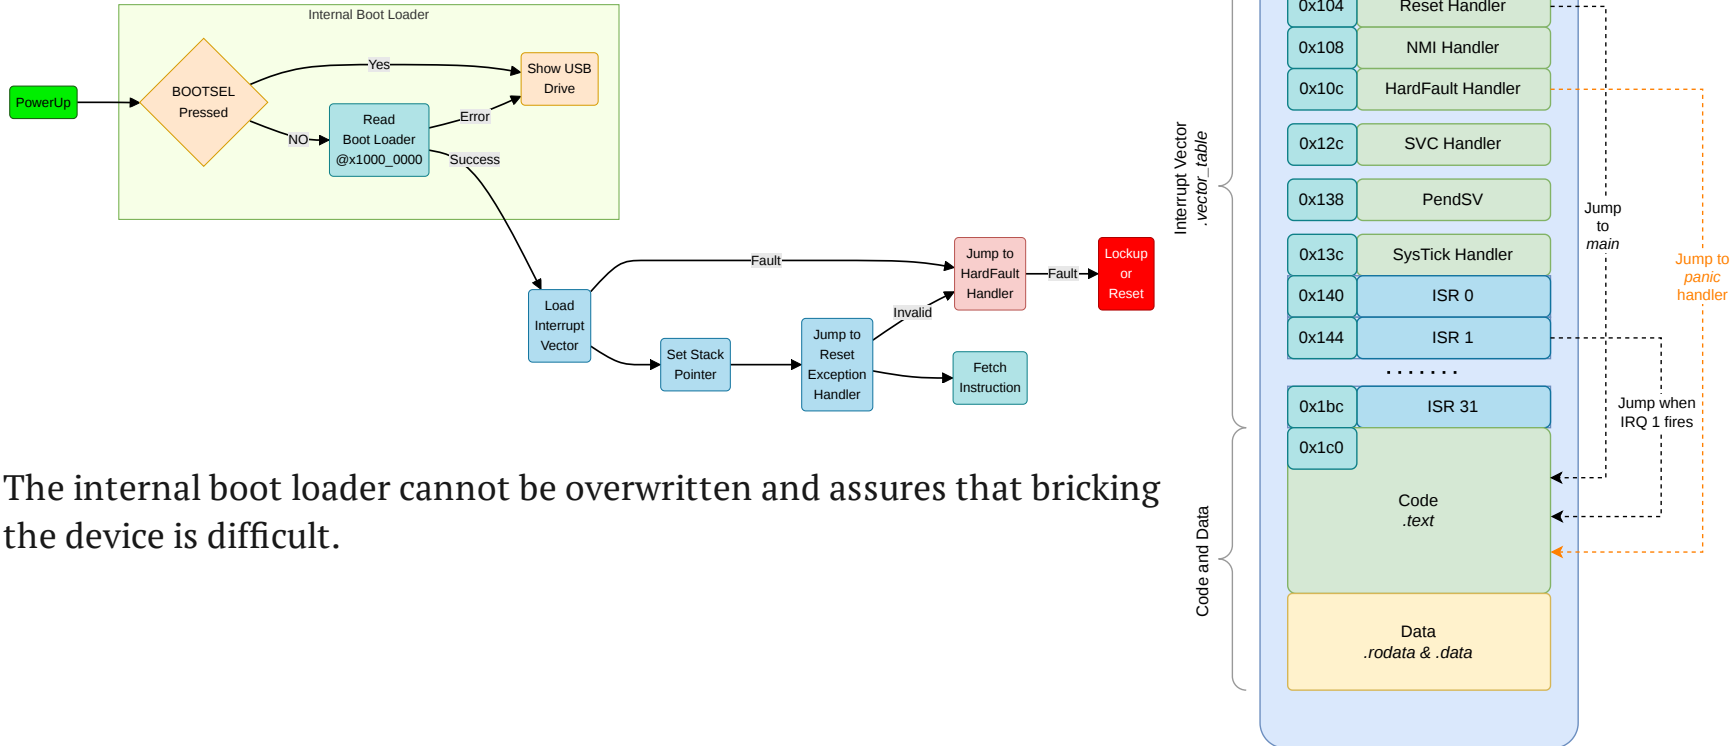 Internal Boot Loader
PowerUp
BOOTSEL
Pressed
Yes
NO
Read
Boot Loader
@x1000_0000
Error
Success
Show USB
Drive
Load
Interrupt
Vector
Fault
Set Stack
Pointer
Jump to
Reset
Exception
Handler
Invalid
Jump to
HardFault
Handler
Fault
Lockup
or
Reset
Fetch
Instruction
The internal boot loader cannot be overwritten and assures that bricking
the device is difficult.
Interrupt Vector
.vector_table
Code and Data
0x104 Reset Handler
0x108 NMI Handler
0x10c HardFault Handler
0x12c SVC Handler
0x138 PendSV
0x13c SysTick Handler
0x140 ISR 0
0x144 ISR 1
. . . . . . .
0x1bc ISR 31
0x1c0
Code
.text
Data
.rodata & .data
Jump
to
main
Jump to
panic
handler
Jump when
IRQ 1 fires